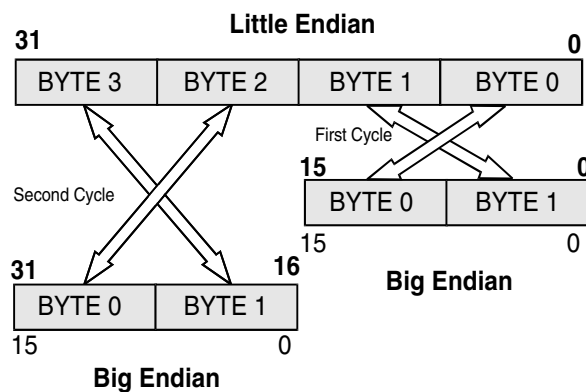 Little Endian
31 0
BYTE 3 BYTE 2 BYTE 1 BYTE 0
First Cycle
15 0
Second Cycle
BYTE 0 BYTE 1
15 0
31 16
Big Endian
BYTE 0 BYTE 1
15 0
Big Endian